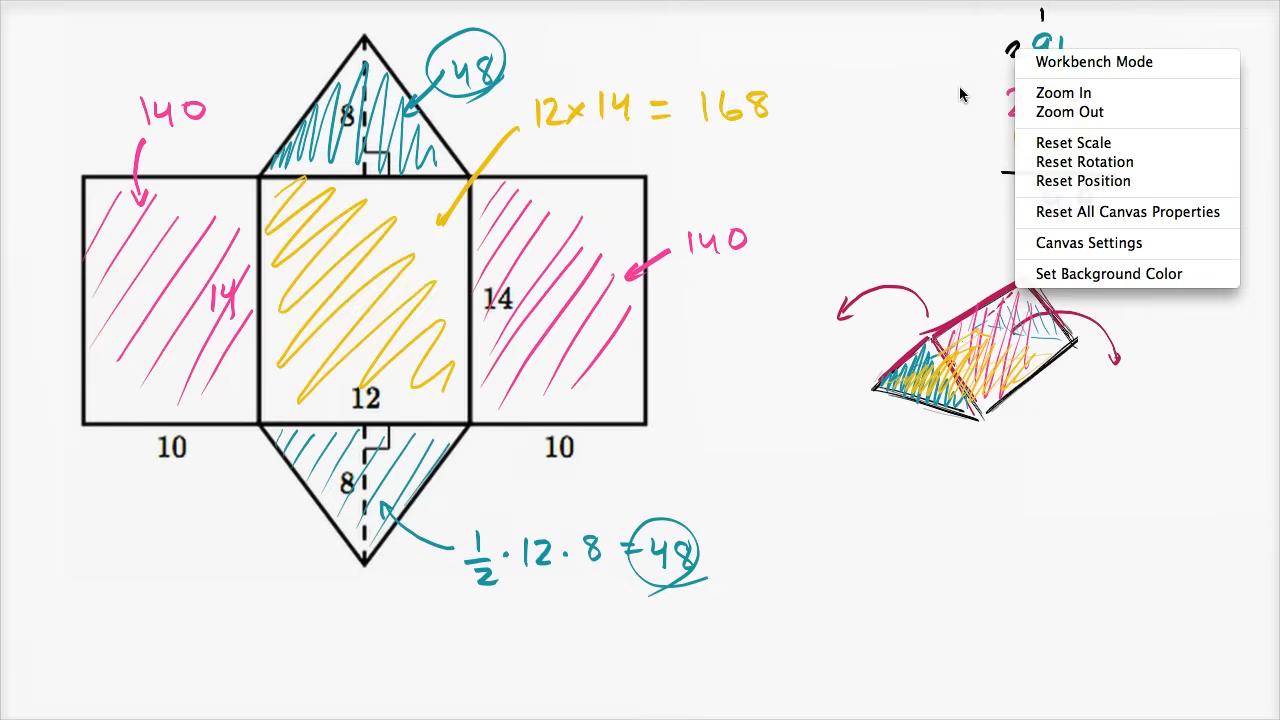 48
8
140
12×14 = 168
140
14
14
12
10
10
8
1/2 · 12 · 8 = 48
1
Workbench Mode
Zoom In
Zoom Out
Reset Scale
Reset Rotation
Reset Position
Reset All Canvas Properties
Canvas Settings
Set Background Color